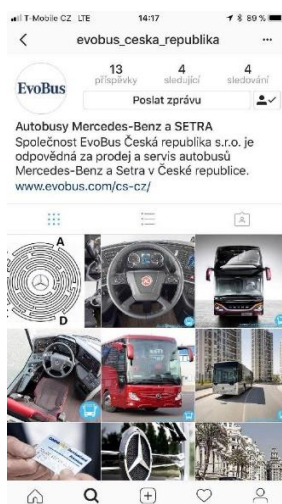 T-Mobile CZ LTE 14:17 89 %
evobus_ceska_republika
13 4 4
příspěvky sledující sledování
EvoBus
Poslat zprávu
Autobusy Mercedes-Benz a SETRA
Společnost EvoBus Česká republika s.r.o. je
odpovědná za prodej a servis autobusů
Mercedes-Benz a Setra v České republice.
www.evobus.com/cs-cz/
A
D